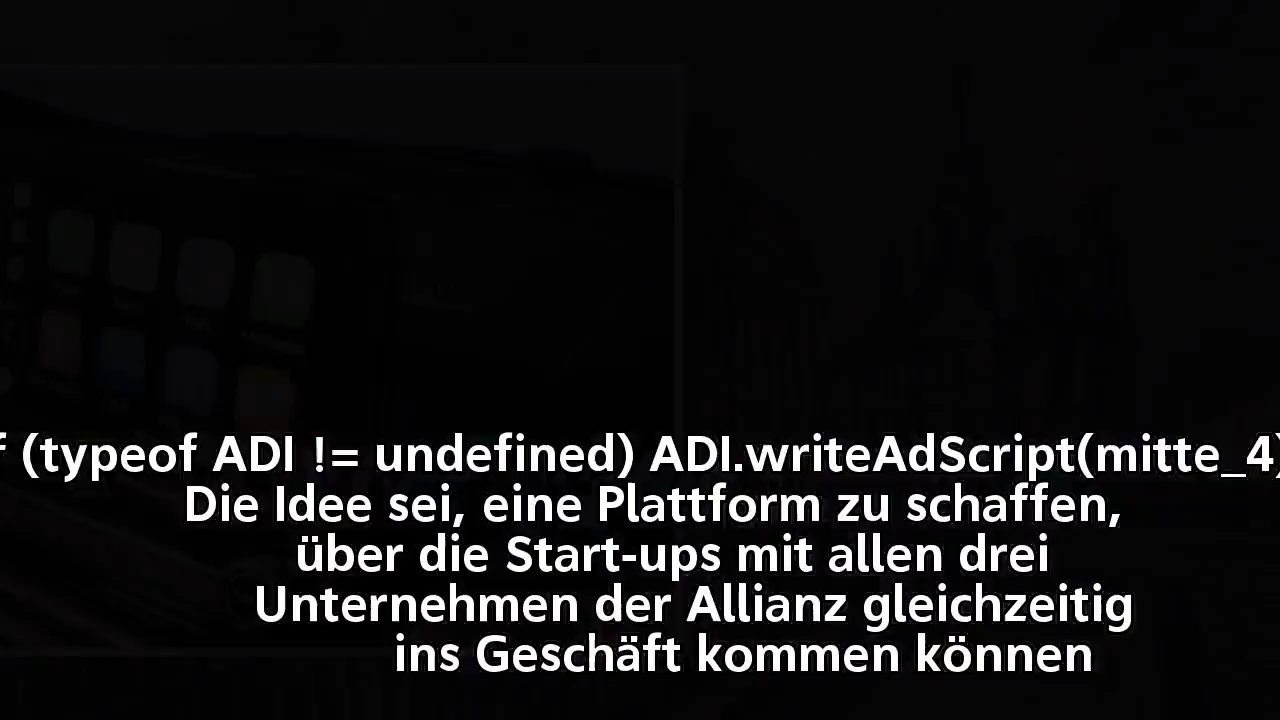 f (typeof ADI != undefined) ADI.writeAdScript(mitte_4)
Die Idee sei, eine Plattform zu schaffen,
über die Start-ups mit allen drei
Unternehmen der Allianz gleichzeitig
ins Geschäft kommen können